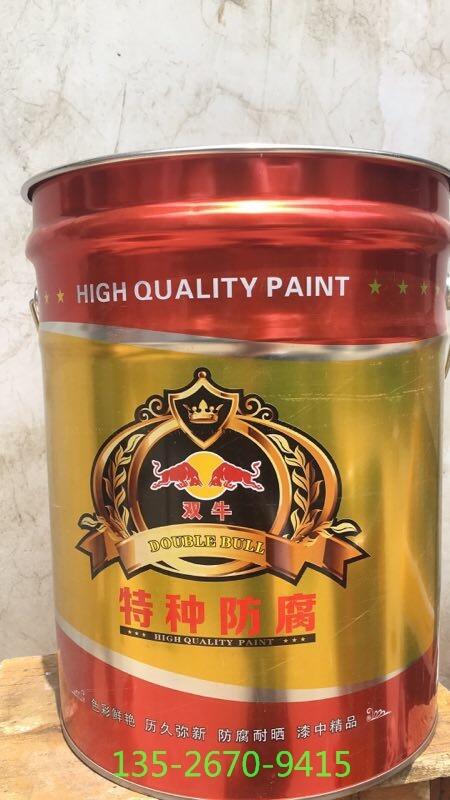 HIGH QUALITY PAINT
双牛
DOUBLE BULL
特种防腐
HIGH QUALITY PAINT
色彩鲜艳 历久弥新 防腐耐晒 漆中精品
135-2670-9415